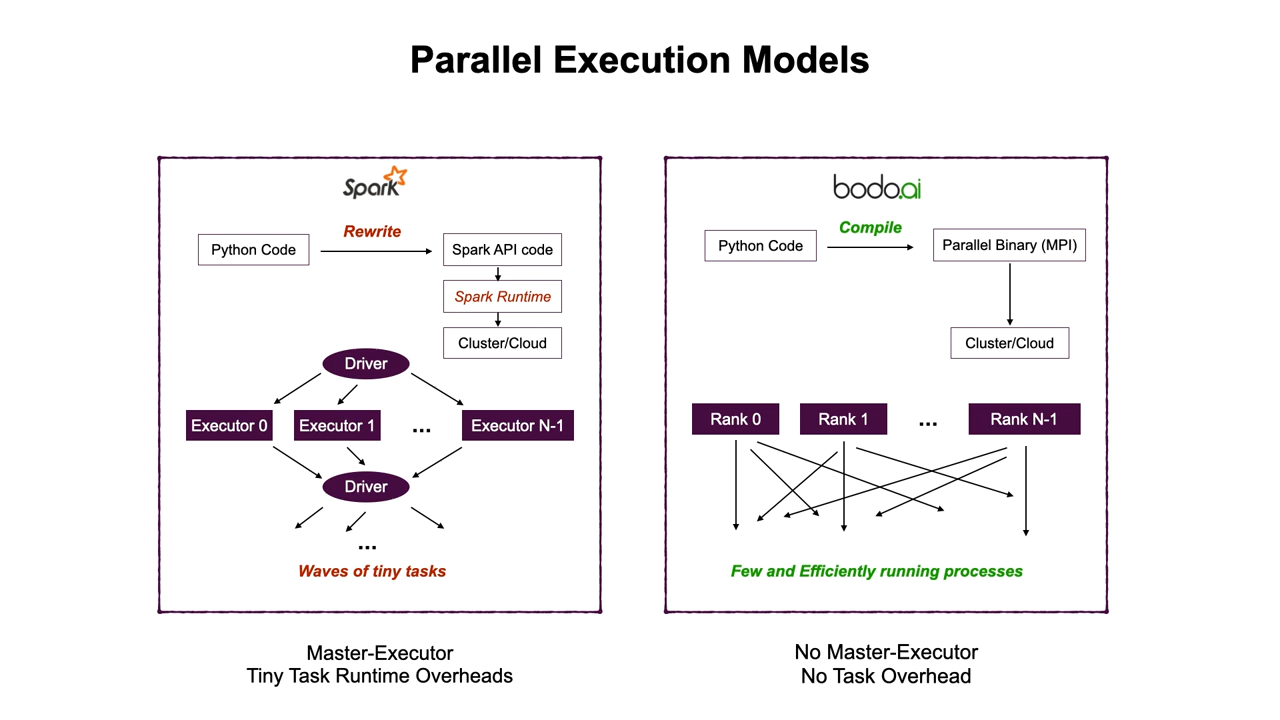 Parallel Execution Models
Spark
Rewrite
Python Code
Spark API code
Spark Runtime
Cluster/Cloud
Driver
Executor 0
Executor 1
...
Executor N-1
Driver
...
Waves of tiny tasks
Master-Executor
Tiny Task Runtime Overheads
bodo.ai
Compile
Python Code
Parallel Binary (MPI)
Cluster/Cloud
Rank 0
Rank 1
...
Rank N-1
Few and Efficiently running processes
No Master-Executor
No Task Overhead